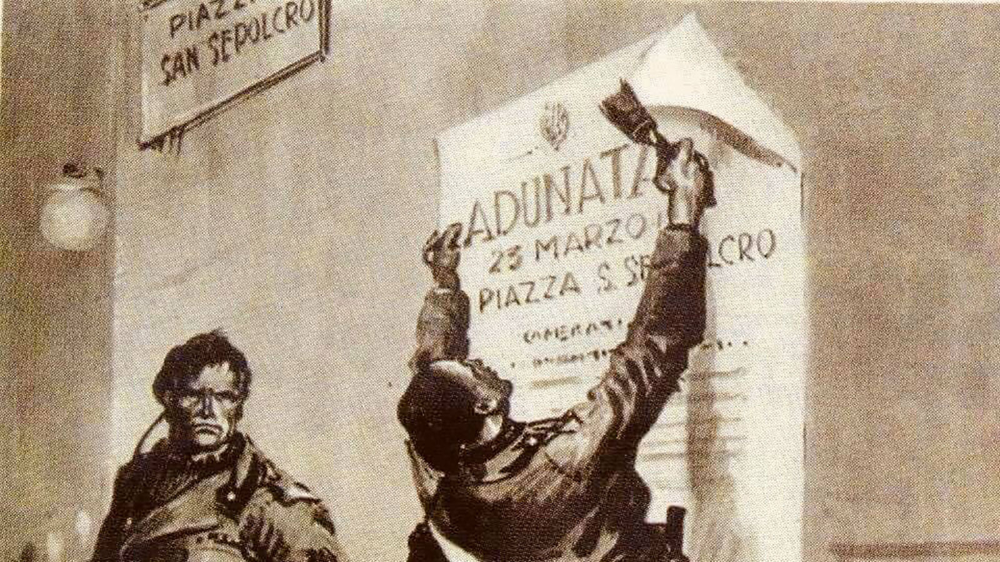 PIAZZA
SAN SEPOLCRO
ADUNATA
23 MARZO
PIAZZA S. SEPOLCRO